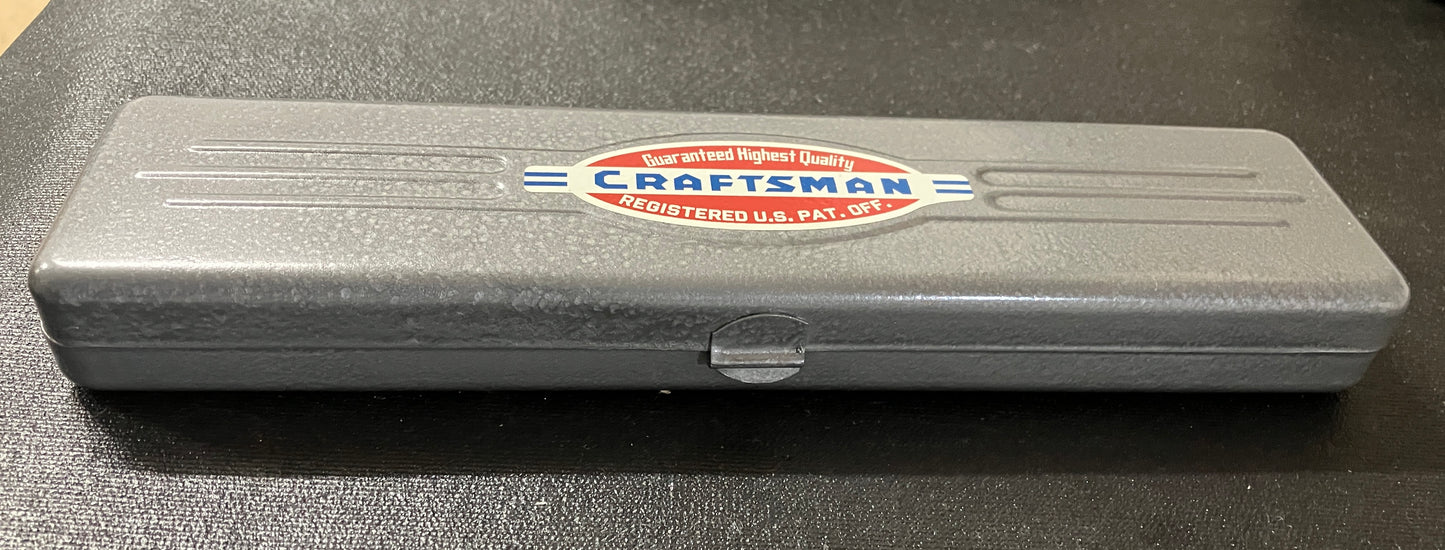 Guaranteed Highest Quality
CRAFTSMAN
REGISTERED U.S. PAT. OFF.